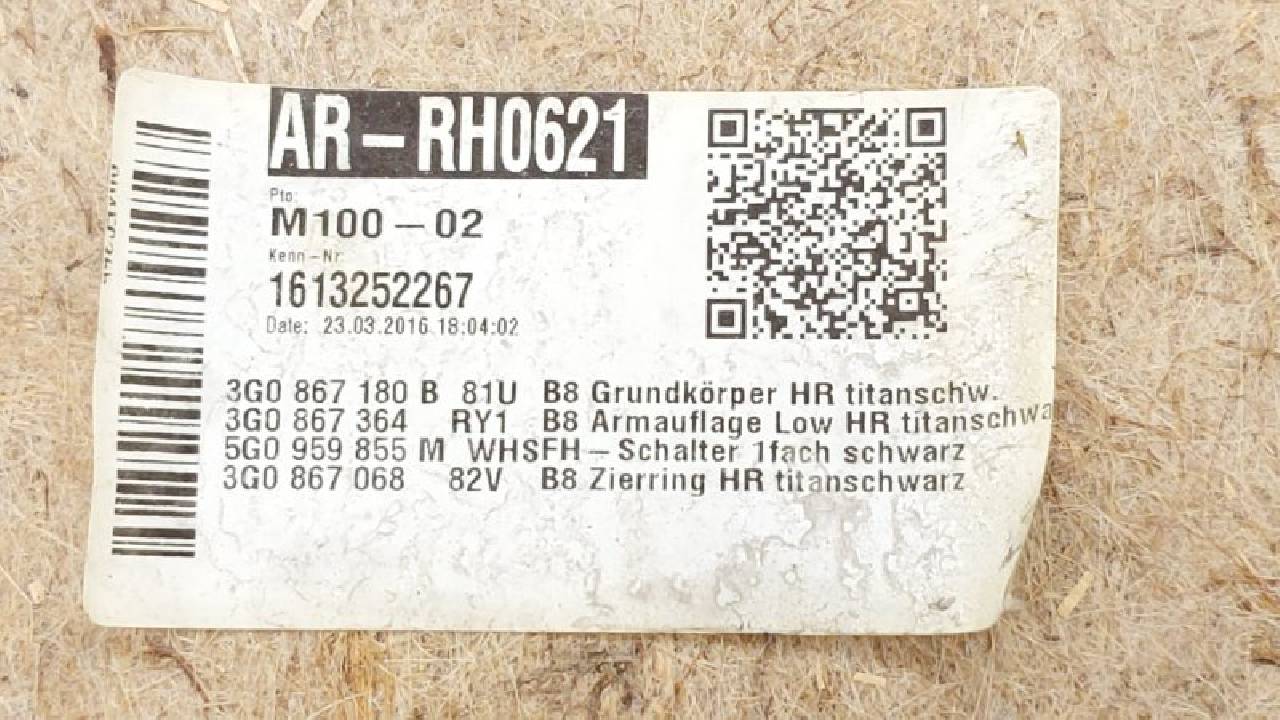 AR-RH0621
Pto:
M100-02
Kenn-Nr:
1613252267
Date: 23.03.2016 18:04:02
3G0 867 180 B 81U B8 Grundkörper HR titanschw.
3G0 867 364 RY1 B8 Armauflage Low HR titanschwa
5G0 959 855 M WHSFH-Schalter 1fach schwarz
3G0 867 068 82V B8 Zierring HR titanschwarz